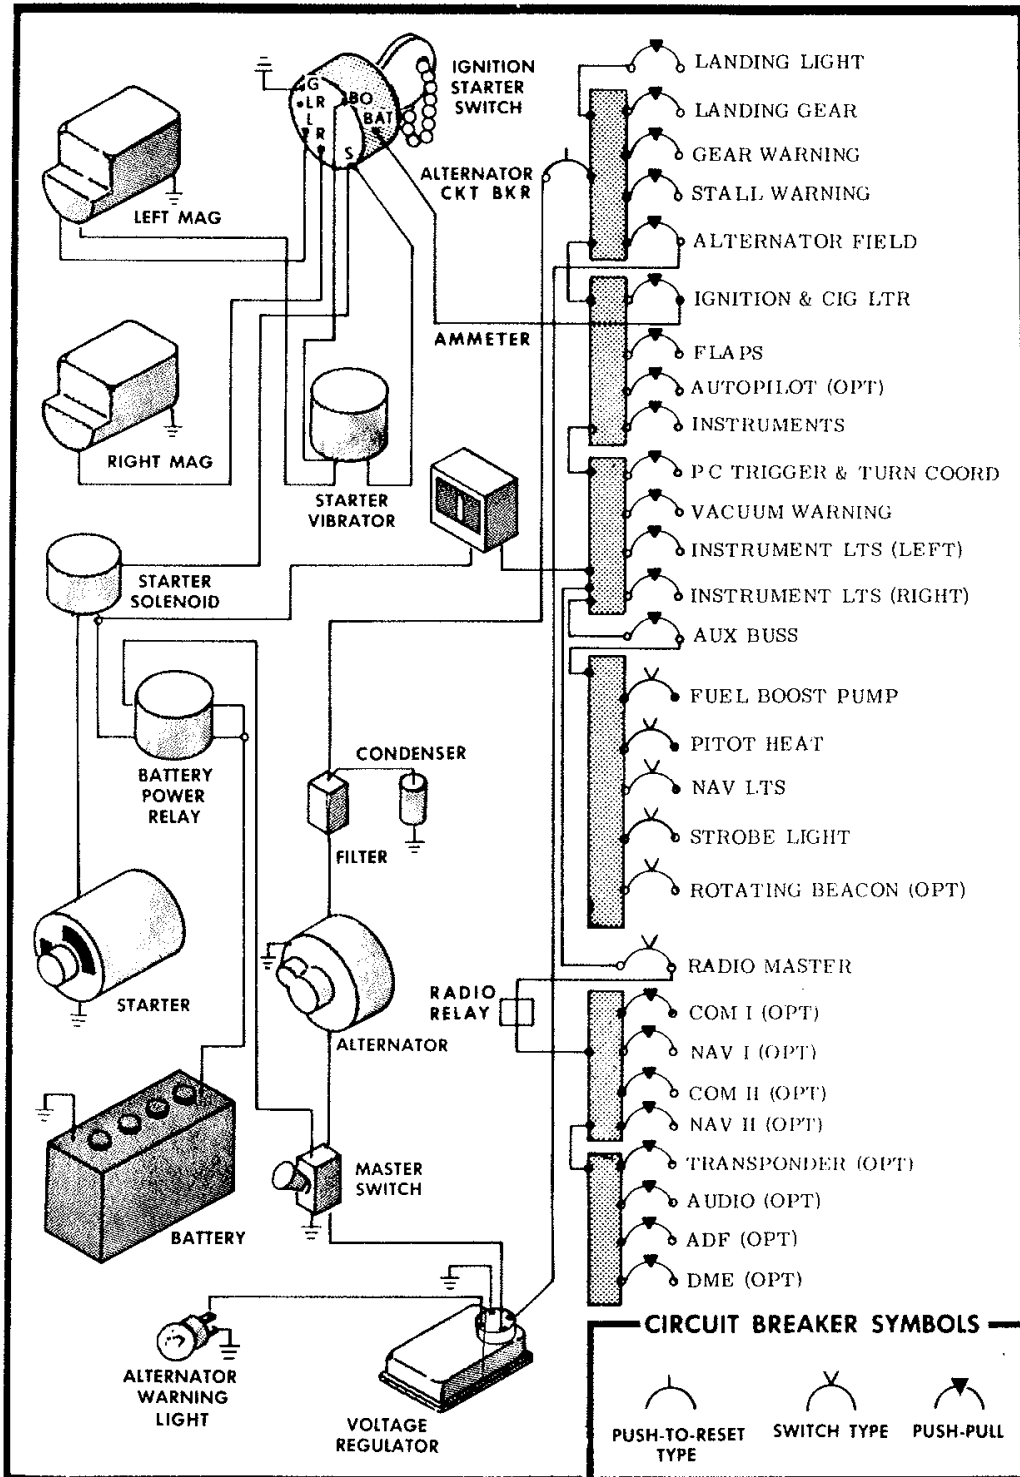 IGNITION
STARTER
SWITCH
G
LR
L
R
BO
BAT
S
LEFT MAG
ALTERNATOR
CKT BKR
AMMETER
RIGHT MAG
STARTER
VIBRATOR
STARTER
SOLENOID
BATTERY
POWER
RELAY
CONDENSER
FILTER
STARTER
ALTERNATOR
RADIO
RELAY
BATTERY
MASTER
SWITCH
ALTERNATOR
WARNING
LIGHT
VOLTAGE
REGULATOR
LANDING LIGHT
LANDING GEAR
GEAR WARNING
STALL WARNING
ALTERNATOR FIELD
IGNITION & CIG LTR
FLAPS
AUTOPILOT (OPT)
INSTRUMENTS
PC TRIGGER & TURN COORD
VACUUM WARNING
INSTRUMENT LTS (LEFT)
INSTRUMENT LTS (RIGHT)
AUX BUSS
FUEL BOOST PUMP
PITOT HEAT
NAV LTS
STROBE LIGHT
ROTATING BEACON (OPT)
RADIO MASTER
COM I (OPT)
NAV I (OPT)
COM II (OPT)
NAV II (OPT)
TRANSPONDER (OPT)
AUDIO (OPT)
ADF (OPT)
DME (OPT)
CIRCUIT BREAKER SYMBOLS
PUSH-TO-RESET
TYPE
SWITCH TYPE
PUSH-PULL